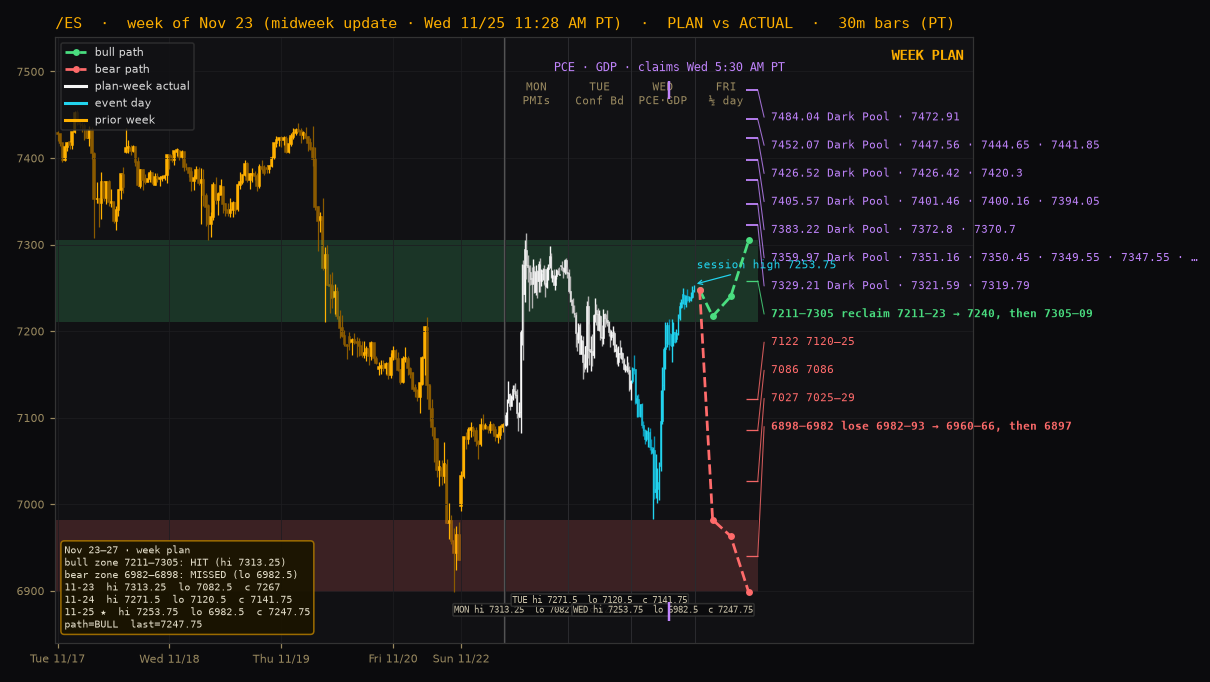 /ES · week of Nov 23 (midweek update · Wed 11/25 11:28 AM PT) · PLAN vs ACTUAL · 30m bars (PT)
bull path
bear path
plan-week actual
event day
prior week
WEEK PLAN
PCE · GDP · claims Wed 5:30 AM PT
MON
PMIs
TUE
Conf Bd
WED
PCE·GDP
FRI
½ day
7500
7400
7300
7200
7100
7000
6900
7484.04 Dark Pool · 7472.91
7452.07 Dark Pool · 7447.56 · 7444.65 · 7441.85
7426.52 Dark Pool · 7426.42 · 7420.3
7405.57 Dark Pool · 7401.46 · 7400.16 · 7394.05
7383.22 Dark Pool · 7372.8 · 7370.7
7359.97 Dark Pool · 7351.16 · 7350.45 · 7349.55 · 7347.55 · …
session high 7253.75
7329.21 Dark Pool · 7321.59 · 7319.79
7211–7305 reclaim 7211–23 → 7240, then 7305–09
7122 7120–25
7086 7086
7027 7025–29
6898–6982 lose 6982–93 → 6960–66, then 6897
Nov 23–27 · week plan
bull zone 7211–7305: HIT (hi 7313.25)
bear zone 6982–6898: MISSED (lo 6982.5)
11-23 hi 7313.25 lo 7082.5 c 7267
11-24 hi 7271.5 lo 7120.5 c 7141.75
11-25 ★ hi 7253.75 lo 6982.5 c 7247.75
path=BULL last=7247.75
TUE hi 7271.5 lo 7120.5 c 7141.75
MON hi 7313.25 lo 7082
WED hi 7253.75 lo 6982.5 c 7247.75
Tue 11/17
Wed 11/18
Thu 11/19
Fri 11/20
Sun 11/22